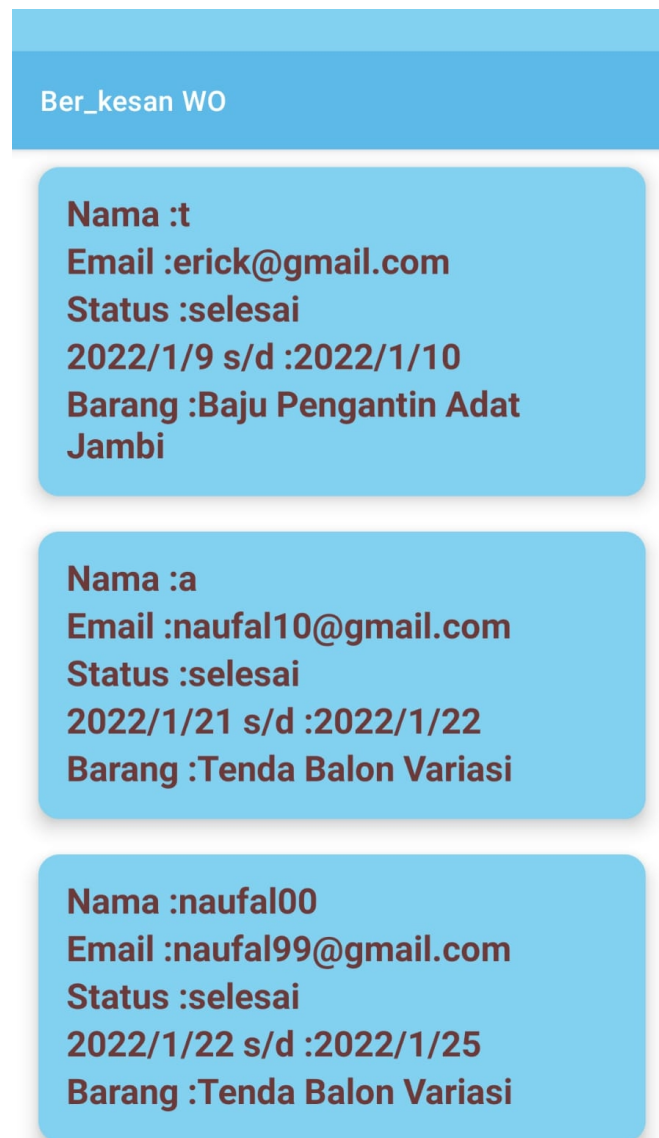 Ber_kesan WO
Nama :t
Email :erick@gmail.com
Status :selesai
2022/1/9 s/d :2022/1/10
Barang :Baju Pengantin Adat
Jambi
Nama :a
Email :naufal10@gmail.com
Status :selesai
2022/1/21 s/d :2022/1/22
Barang :Tenda Balon Variasi
Nama :naufal00
Email :naufal99@gmail.com
Status :selesai
2022/1/22 s/d :2022/1/25
Barang :Tenda Balon Variasi